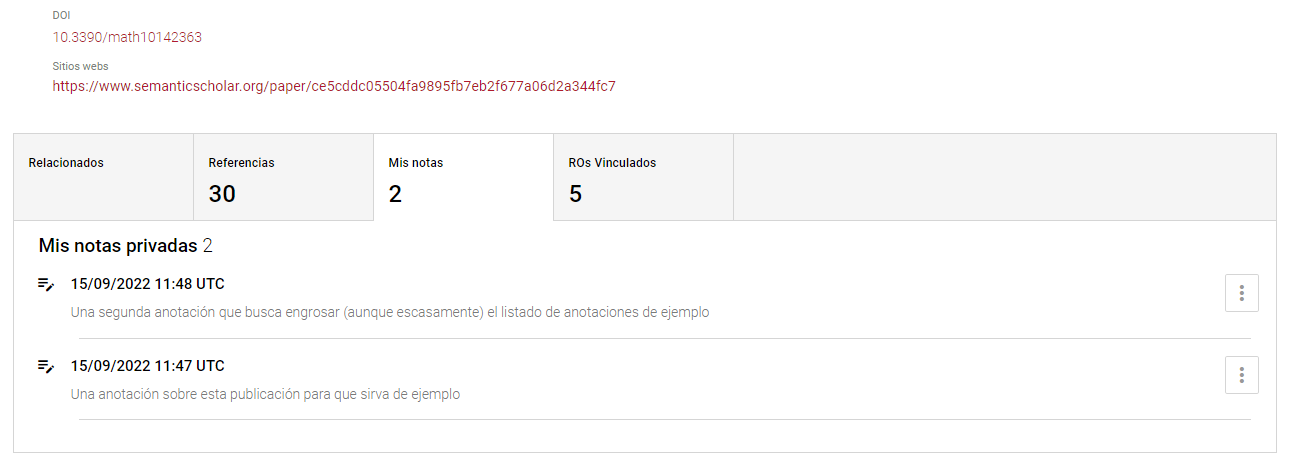 DOI
10.3390/math10142363
Sitios webs
https://www.semanticscholar.org/paper/ce5cddc05504fa9895fb7eb2f677a06d2a344fc7
Relacionados
Referencias
30
Mis notas
2
ROs Vinculados
5
Mis notas privadas 2
15/09/2022 11:48 UTC
Una segunda anotación que busca engrosar (aunque escasamente) el listado de anotaciones de ejemplo
15/09/2022 11:47 UTC
Una anotación sobre esta publicación para que sirva de ejemplo